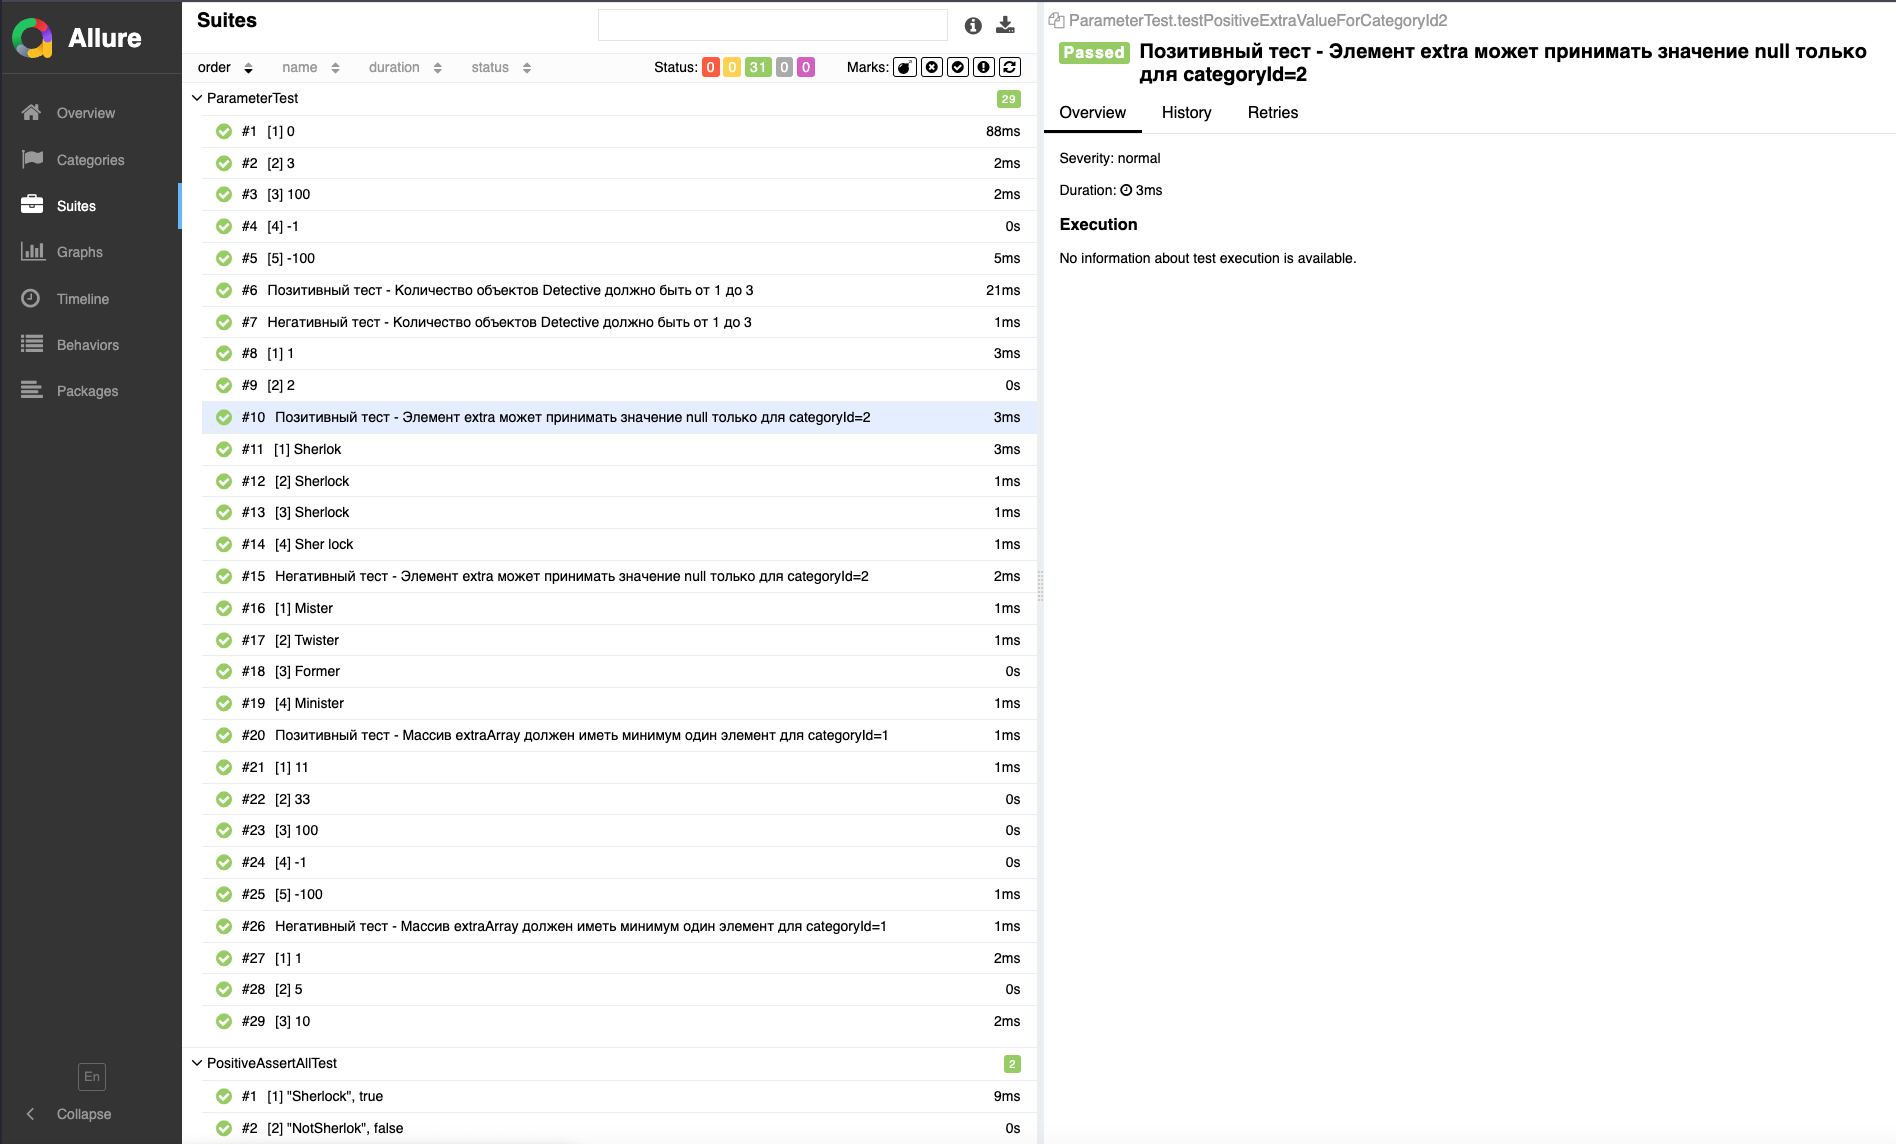 Allure
Overview
Categories
Suites
Graphs
Timeline
Behaviors
Packages
En
Collapse
Suites
order name duration status Status: 0 0 31 0 0 Marks:
ParameterTest 29
#1 [1] 0 88ms
#2 [2] 3 2ms
#3 [3] 100 2ms
#4 [4] -1 0s
#5 [5] -100 5ms
#6 Позитивный тест - Количество объектов Detective должно быть от 1 до 3 21ms
#7 Негативный тест - Количество объектов Detective должно быть от 1 до 3 1ms
#8 [1] 1 3ms
#9 [2] 2 0s
#10 Позитивный тест - Элемент extra может принимать значение null только для categoryId=2 3ms
#11 [1] Sherlok 3ms
#12 [2] Sherlock 1ms
#13 [3] Sherlock 1ms
#14 [4] Sher lock 1ms
#15 Негативный тест - Элемент extra может принимать значение null только для categoryId=2 2ms
#16 [1] Mister 1ms
#17 [2] Twister 1ms
#18 [3] Former 0s
#19 [4] Minister 1ms
#20 Позитивный тест - Массив extraArray должен иметь минимум один элемент для categoryId=1 1ms
#21 [1] 11 1ms
#22 [2] 33 0s
#23 [3] 100 0s
#24 [4] -1 0s
#25 [5] -100 1ms
#26 Негативный тест - Массив extraArray должен иметь минимум один элемент для categoryId=1 1ms
#27 [1] 1 2ms
#28 [2] 5 0s
#29 [3] 10 2ms
PositiveAssertAllTest 2
#1 [1] "Sherlock", true 9ms
#2 [2] "NotSherlok", false 0s
ParameterTest.testPositiveExtraValueForCategoryId2
Passed Позитивный тест - Элемент extra может принимать значение null только
для categoryId=2
Overview History Retries
Severity: normal
Duration: 3ms
Execution
No information about test execution is available.